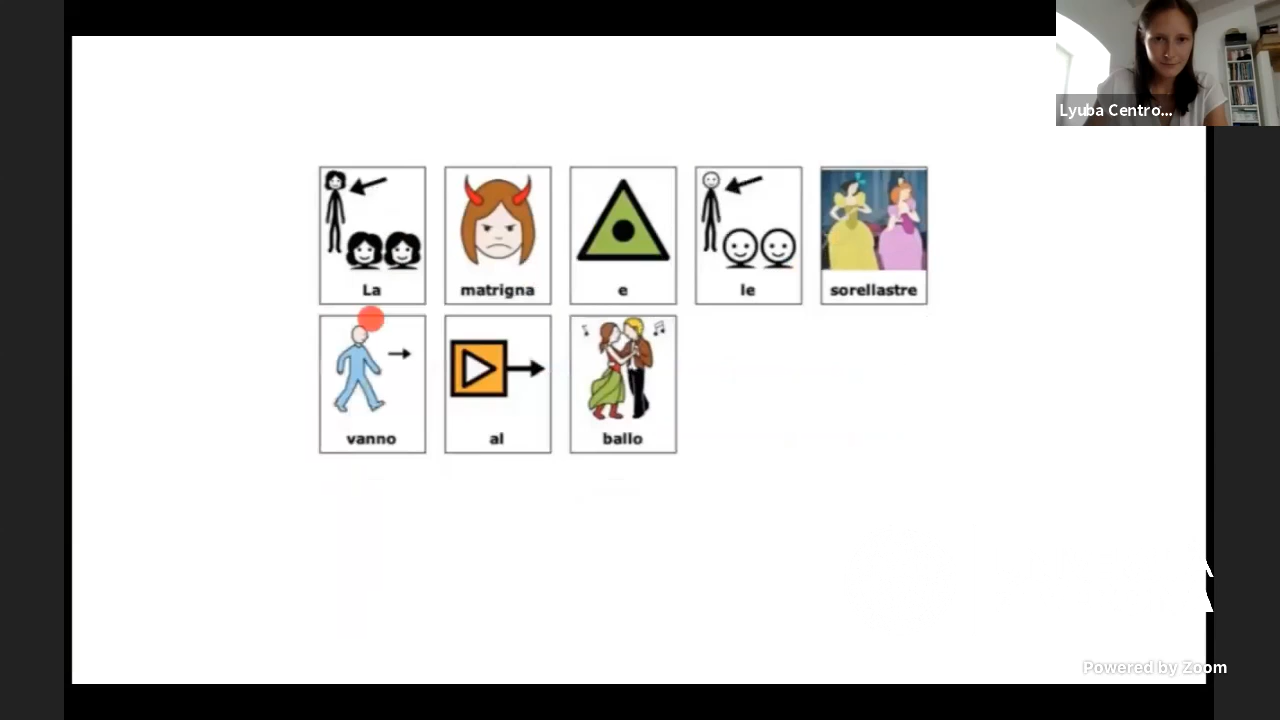 Lyuba Centro...
La matrigna e le sorellastre
vanno al ballo
Powered by Zoom